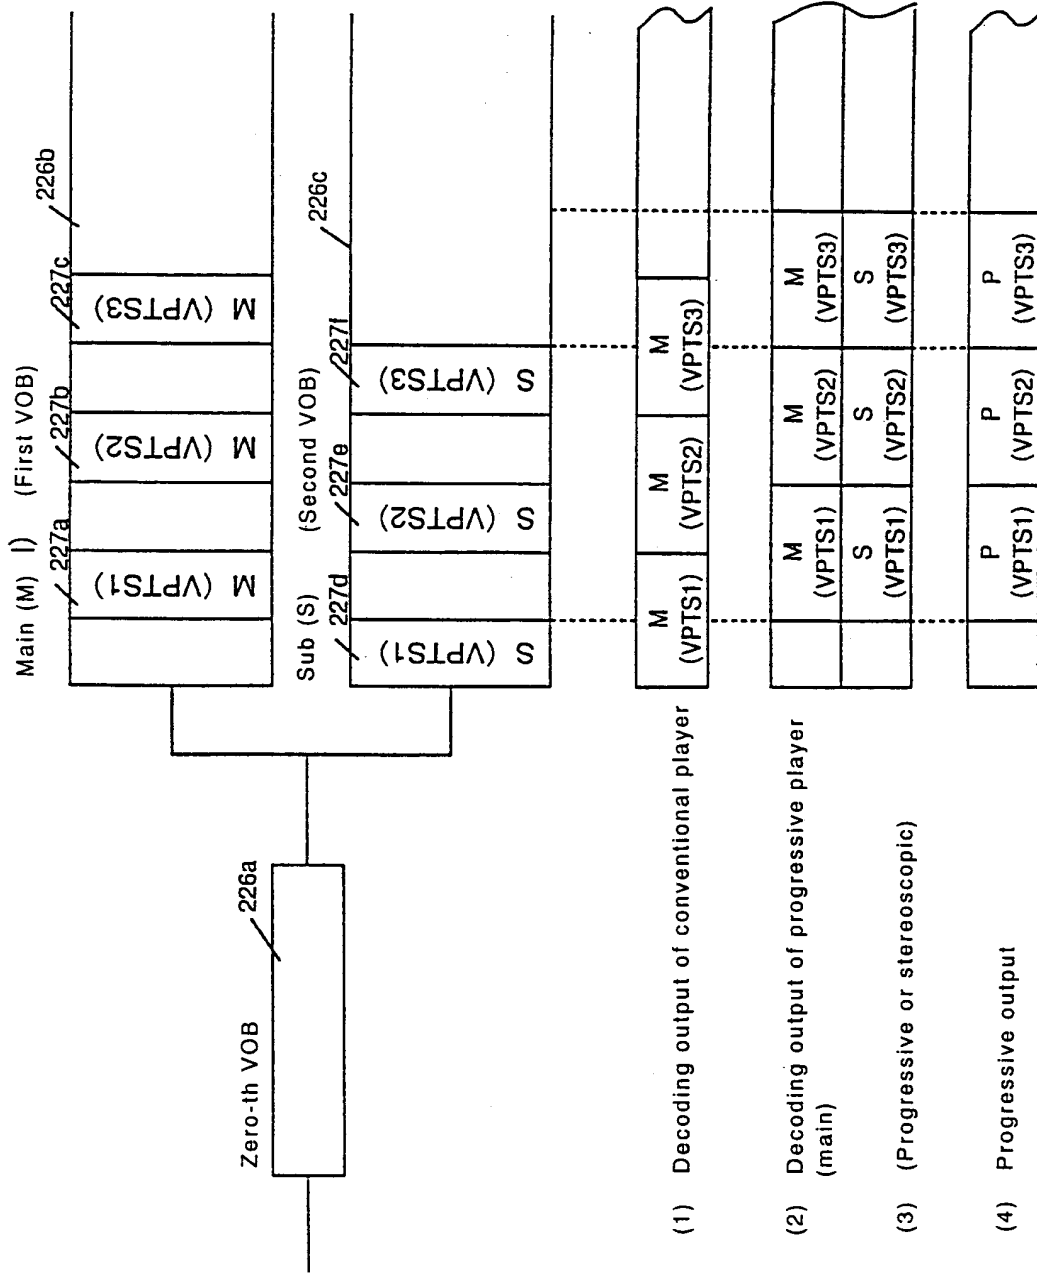 Main (M) I) (First VOB)
227a 227b 227c 226b
M (VPTS1) M (VPTS2) M (VPTS3)
Zero-th VOB
226a
Sub (S) (Second VOB)
227d 227e 227f 226c
S (VPTS1) S (VPTS2) S (VPTS3)
(1) Decoding output of conventional player
M M M
(VPTS1) (VPTS2) (VPTS3)
(2) Decoding output of progressive player
(main)
M M M
(VPTS1) (VPTS2) (VPTS3)
(3) (Progressive or stereoscopic)
S S S
(VPTS1) (VPTS2) (VPTS3)
(4) Progressive output
P P P
(VPTS1) (VPTS2) (VPTS3)